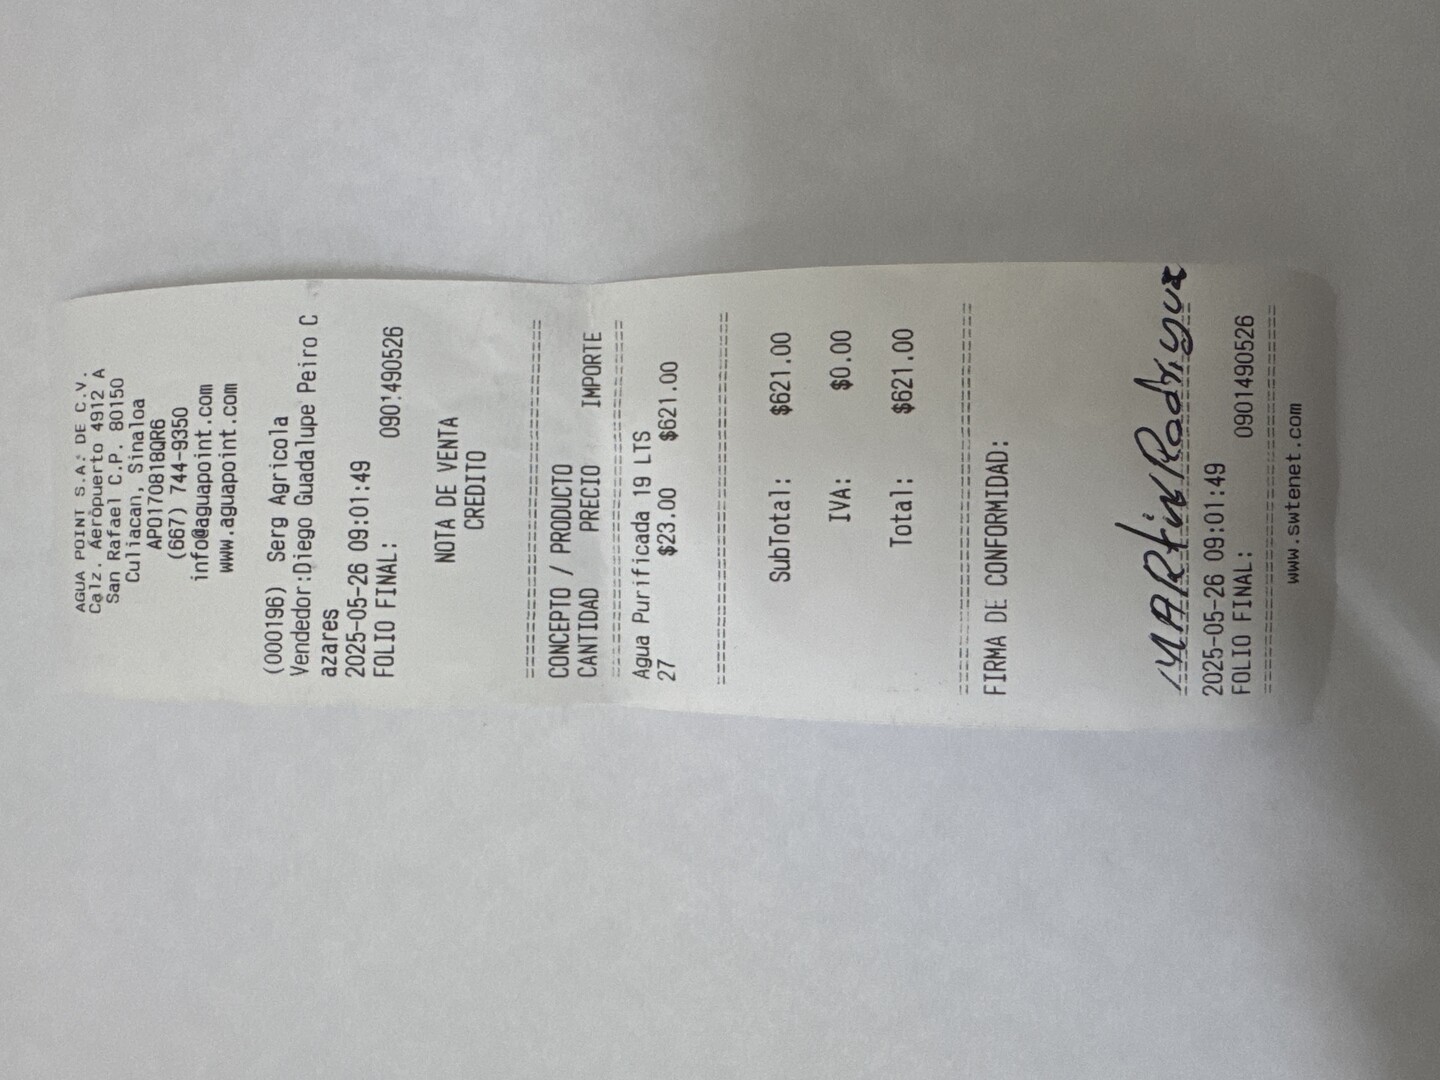 AGUA POINT S.A. DE C.V.
Calz. Aeropuerto 4912 A
San Rafael C.P. 80150
Culiacan, Sinaloa
APO170818QR6
(667) 744-9350
info@aguapoint.com
www.aguapoint.com
(000196) Serg Agricola
Vendedor:Diego Guadalupe Peiro C
azares
2025-05-26 09:01:49
FOLIO FINAL: 0901490526
NOTA DE VENTA
CREDITO
================================
CONCEPTO / PRODUCTO
CANTIDAD PRECIO IMPORTE
================================
Agua Purificada 19 LTS
27 $23.00 $621.00
================================
SubTotal: $621.00
IVA: $0.00
Total: $621.00
================================
FIRMA DE CONFORMIDAD:
MARtin Rodriguez
================================
2025-05-26 09:01:49
FOLIO FINAL: 0901490526
================================
www.swtenet.com